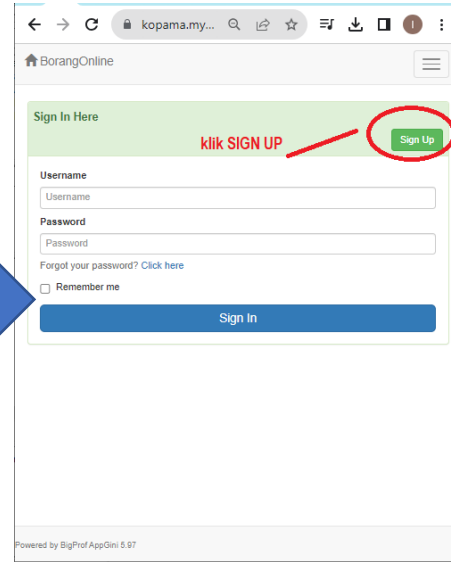 kopama.my...
I
BorangOnline
Sign In Here
klik SIGN UP
Sign Up
Username
Username
Password
Password
Forgot your password? Click here
Remember me
Sign In
Powered by BigProf AppGini 5.97